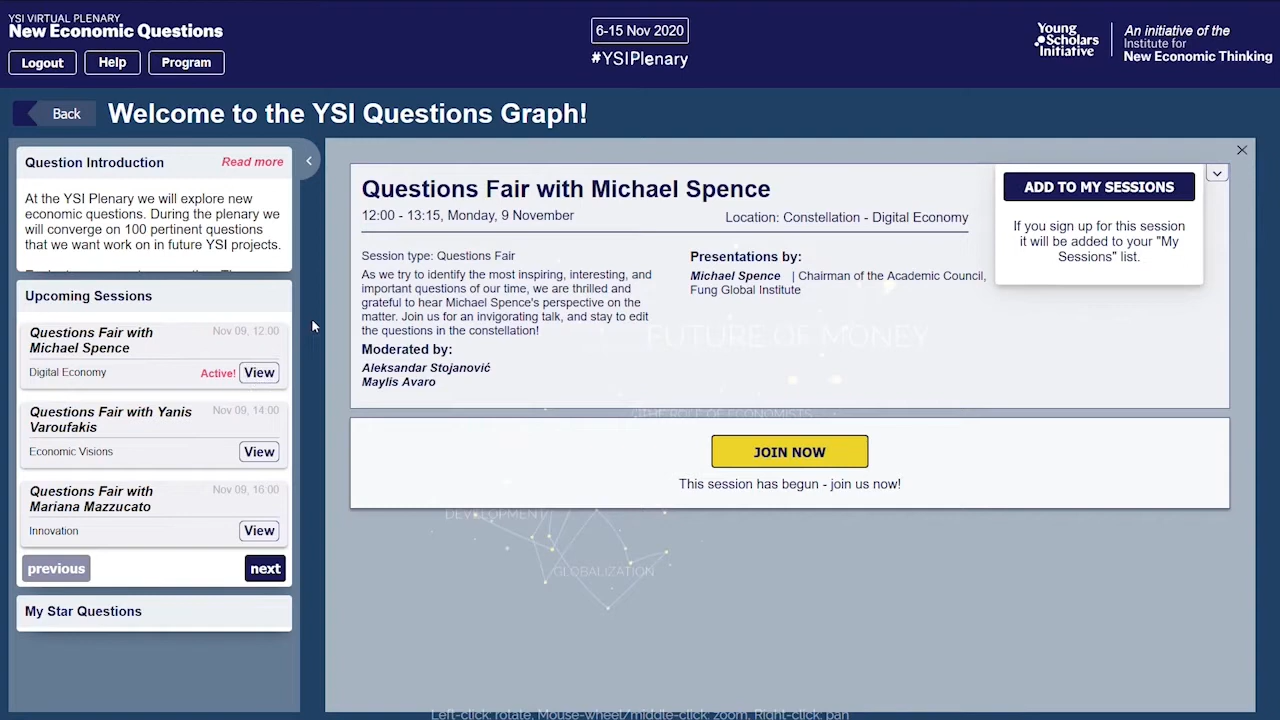 YSI VIRTUAL PLENARY
New Economic Questions
Logout Help Program
6-15 Nov 2020
#YSIPlenary
Young
Scholars
Initiative
An initiative of the
Institute for
New Economic Thinking
Back
Welcome to the YSI Questions Graph!
Question Introduction Read more
At the YSI Plenary we will explore new
economic questions. During the plenary we
will converge on 100 pertinent questions
that we want work on in future YSI projects.
Upcoming Sessions
Questions Fair with
Michael Spence
Nov 09, 12.00
Digital Economy Active! View
Questions Fair with Yanis
Varoufakis
Nov 09, 14:00
Economic Visions View
Questions Fair with
Mariana Mazzucato
Nov 09, 16:00
Innovation View
previous next
My Star Questions
Questions Fair with Michael Spence
12:00 - 13:15, Monday, 9 November
Location: Constellation - Digital Economy
Session type: Questions Fair
As we try to identify the most inspiring, interesting, and
important questions of our time, we are thrilled and
grateful to hear Michael Spence's perspective on the
matter. Join us for an invigorating talk, and stay to edit
the questions in the constellation!
Moderated by:
Aleksandar Stojanović
Maylis Avaro
Presentations by:
Michael Spence | Chairman of the Academic Council,
Fung Global Institute
ADD TO MY SESSIONS
If you sign up for this session
it will be added to your "My
Sessions" list.
FUTURE OF MONEY
THE ROLE OF ECONOMISTS
JOIN NOW
This session has begun - join us now!
DEVELOPMENT
GLOBALIZATION
Left-click: rotate, Mouse-wheel/middle-click: zoom, Right-click: pan